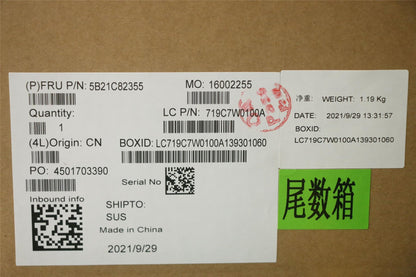 (P)FRU P/N: 5B21C82355
MO: 16002255
Quantity:
1
LC P/N: 719C7W0100A
(4L)Origin: CN
BOXID: LC719C7W0100A139301060
PO: 4501703390
Serial No
Inbound info
SHIPTO:
SUS
Made in China
2021/9/29
净重: WEIGHT: 1.19 Kg
DATE: 2021/9/29 13:31:57
BOXID:
LC719C7W0100A139301060
尾数箱